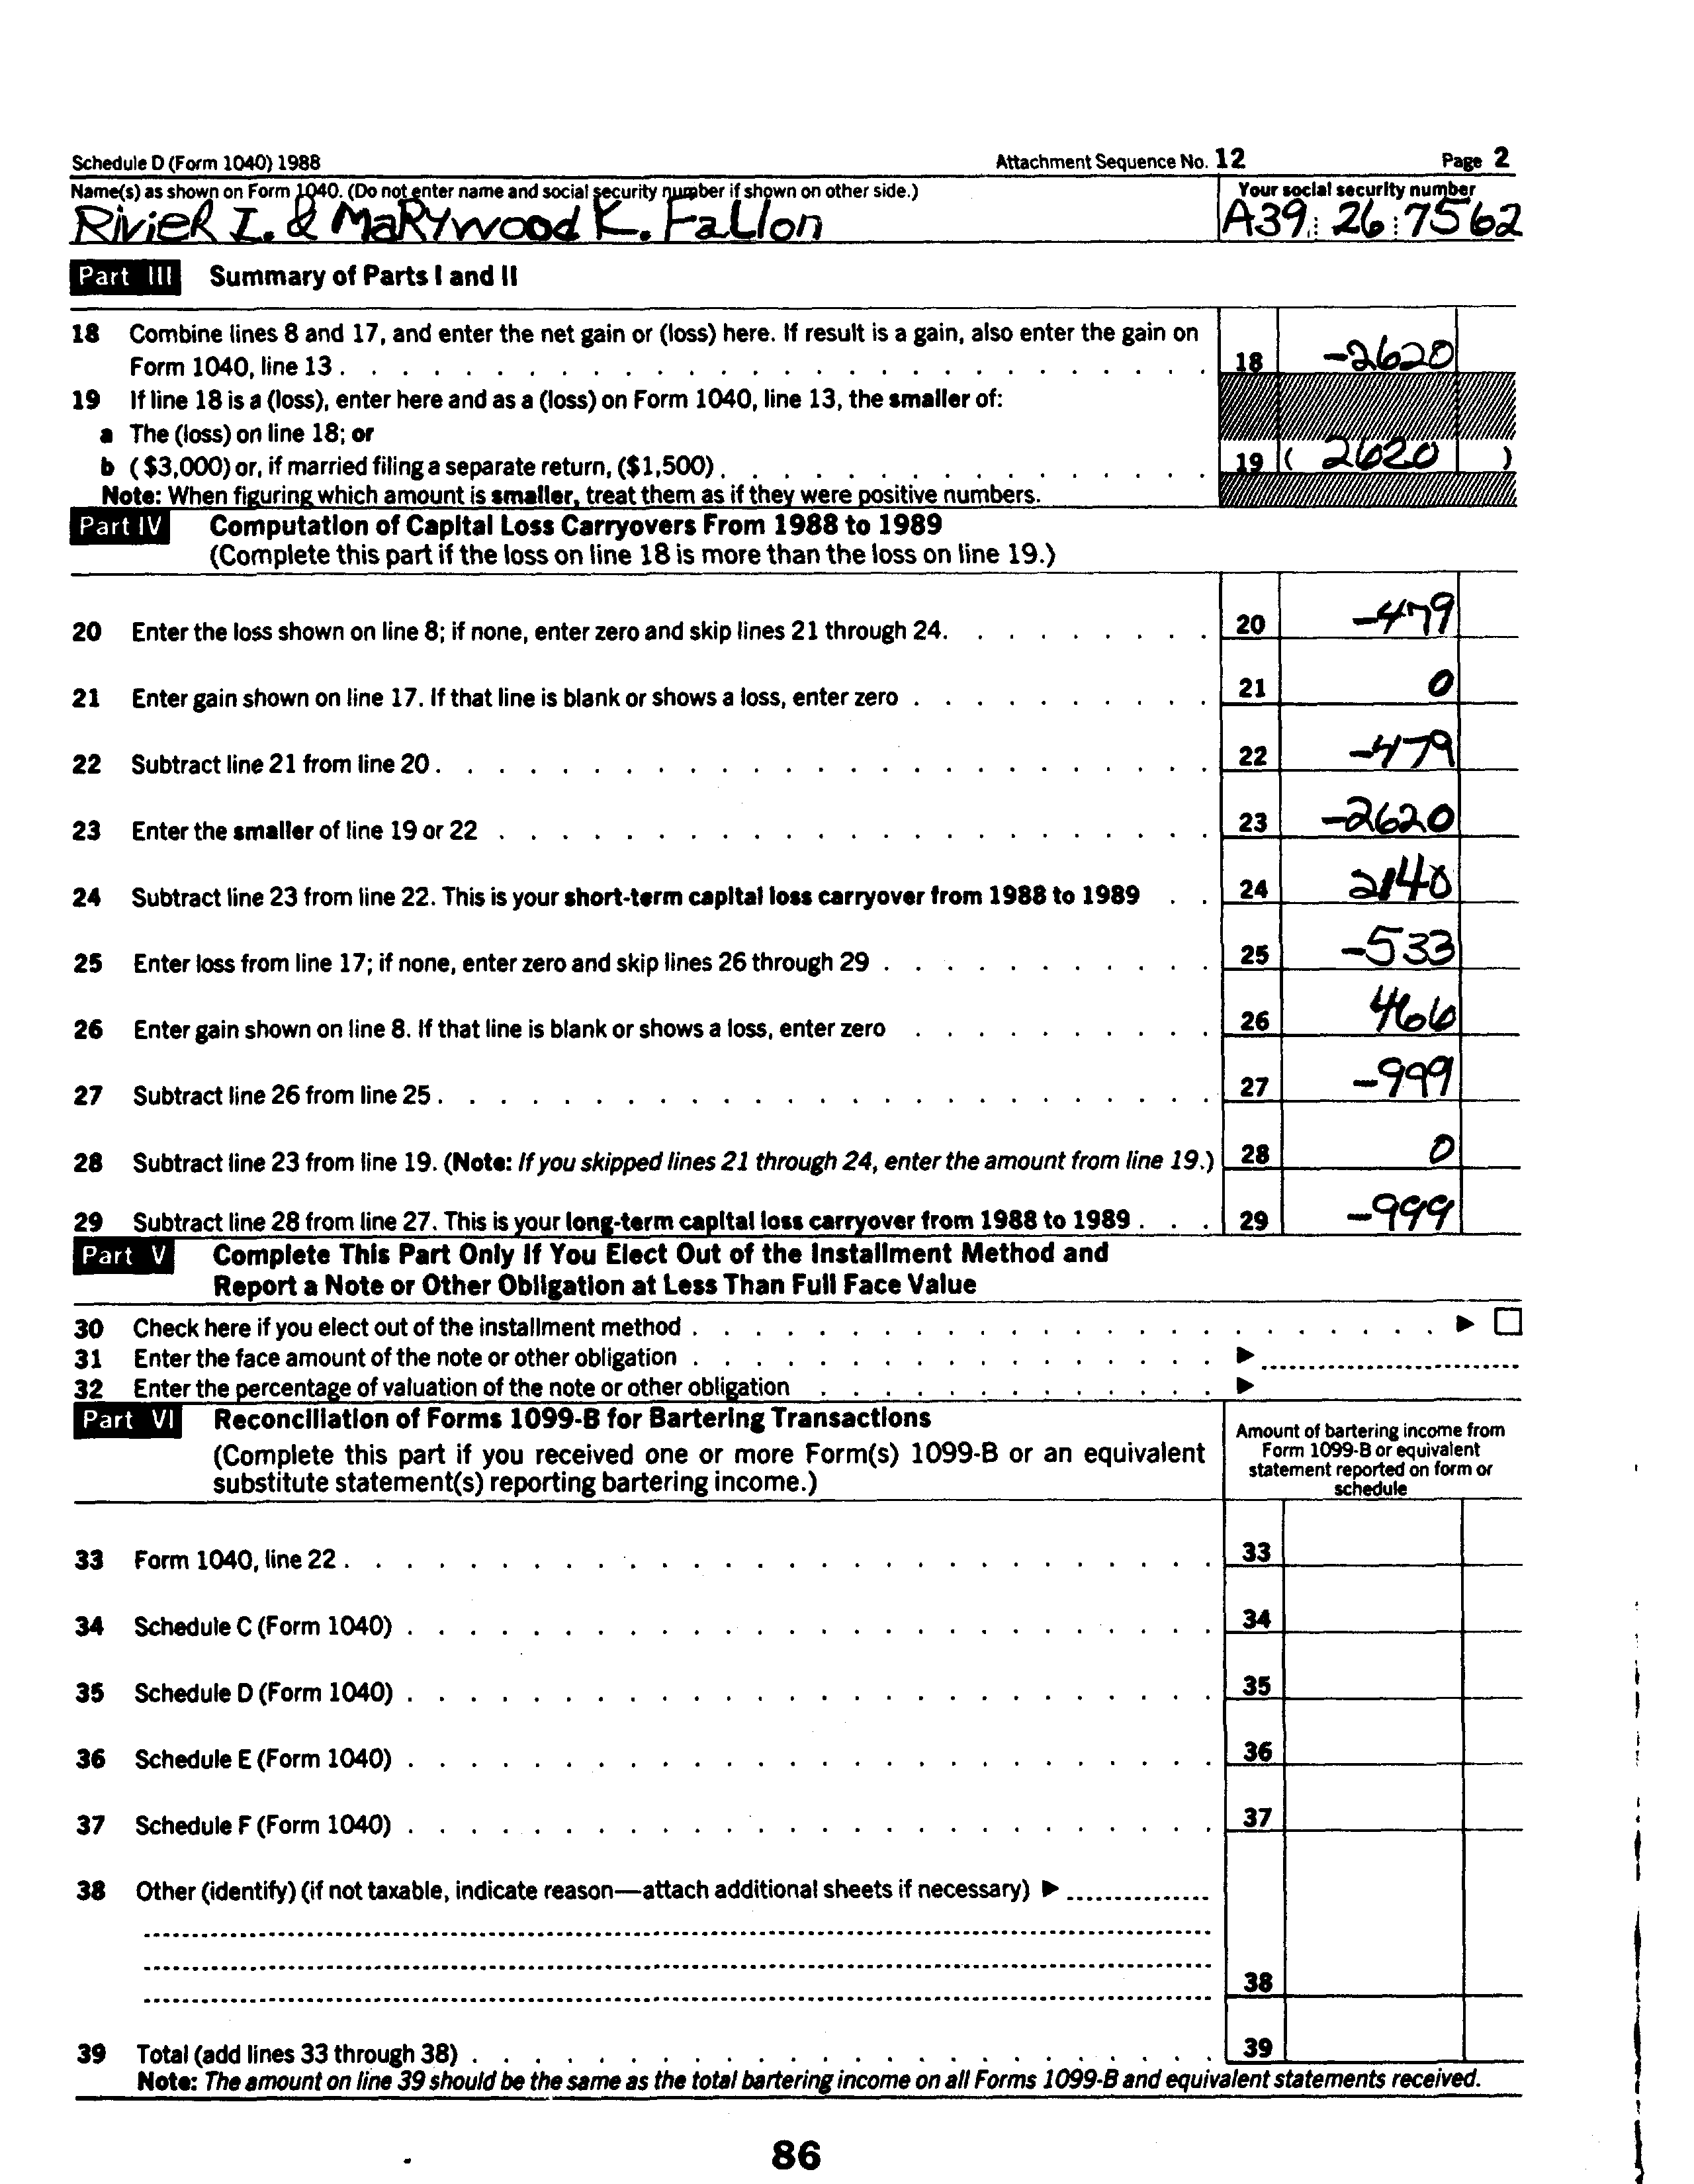 Schedule D (Form 1040) 1988 Attachment Sequence No. 12 Page 2
Name(s) as shown on Form 1040. (Do not enter name and social security number if shown on other side.) Your social security number
Rivier I. & Marywood K. Fallon A39 26 7562
Part III Summary of Parts I and II
18 Combine lines 8 and 17, and enter the net gain or (loss) here. If result is a gain, also enter the gain on
Form 1040, line 13 . 18 -2620
19 If line 18 is a (loss), enter here and as a (loss) on Form 1040, line 13, the smaller of:
a The (loss) on line 18; or
b ($3,000) or, if married filing a separate return, ($1,500) . 19 ( 2620 )
Note: When figuring which amount is smaller, treat them as if they were positive numbers.
Part IV Computation of Capital Loss Carryovers From 1988 to 1989
(Complete this part if the loss on line 18 is more than the loss on line 19.)
20 Enter the loss shown on line 8; if none, enter zero and skip lines 21 through 24. 20 -479
21 Enter gain shown on line 17. If that line is blank or shows a loss, enter zero . 21 0
22 Subtract line 21 from line 20 . 22 -479
23 Enter the smaller of line 19 or 22 . 23 -2620
24 Subtract line 23 from line 22. This is your short-term capital loss carryover from 1988 to 1989 . 24 2140
25 Enter loss from line 17; if none, enter zero and skip lines 26 through 29 . 25 -533
26 Enter gain shown on line 8. If that line is blank or shows a loss, enter zero . 26 466
27 Subtract line 26 from line 25 . 27 -999
28 Subtract line 23 from line 19. (Note: If you skipped lines 21 through 24, enter the amount from line 19.) 28 0
29 Subtract line 28 from line 27. This is your long-term capital loss carryover from 1988 to 1989 . 29 -999
Part V Complete This Part Only If You Elect Out of the Installment Method and
Report a Note or Other Obligation at Less Than Full Face Value
30 Check here if you elect out of the installment method . ► ☐
31 Enter the face amount of the note or other obligation . ►
32 Enter the percentage of valuation of the note or other obligation . ►
Part VI Reconciliation of Forms 1099-B for Bartering Transactions
(Complete this part if you received one or more Form(s) 1099-B or an equivalent
substitute statement(s) reporting bartering income.)
Amount of bartering income from
Form 1099-B or equivalent
statement reported on form or
schedule
33 Form 1040, line 22 . 33
34 Schedule C (Form 1040) . 34
35 Schedule D (Form 1040) . 35
36 Schedule E (Form 1040) . 36
37 Schedule F (Form 1040) . 37
38 Other (identify) (if not taxable, indicate reason—attach additional sheets if necessary) ►
38
39 Total (add lines 33 through 38) . 39
Note: The amount on line 39 should be the same as the total bartering income on all Forms 1099-B and equivalent statements received.
86